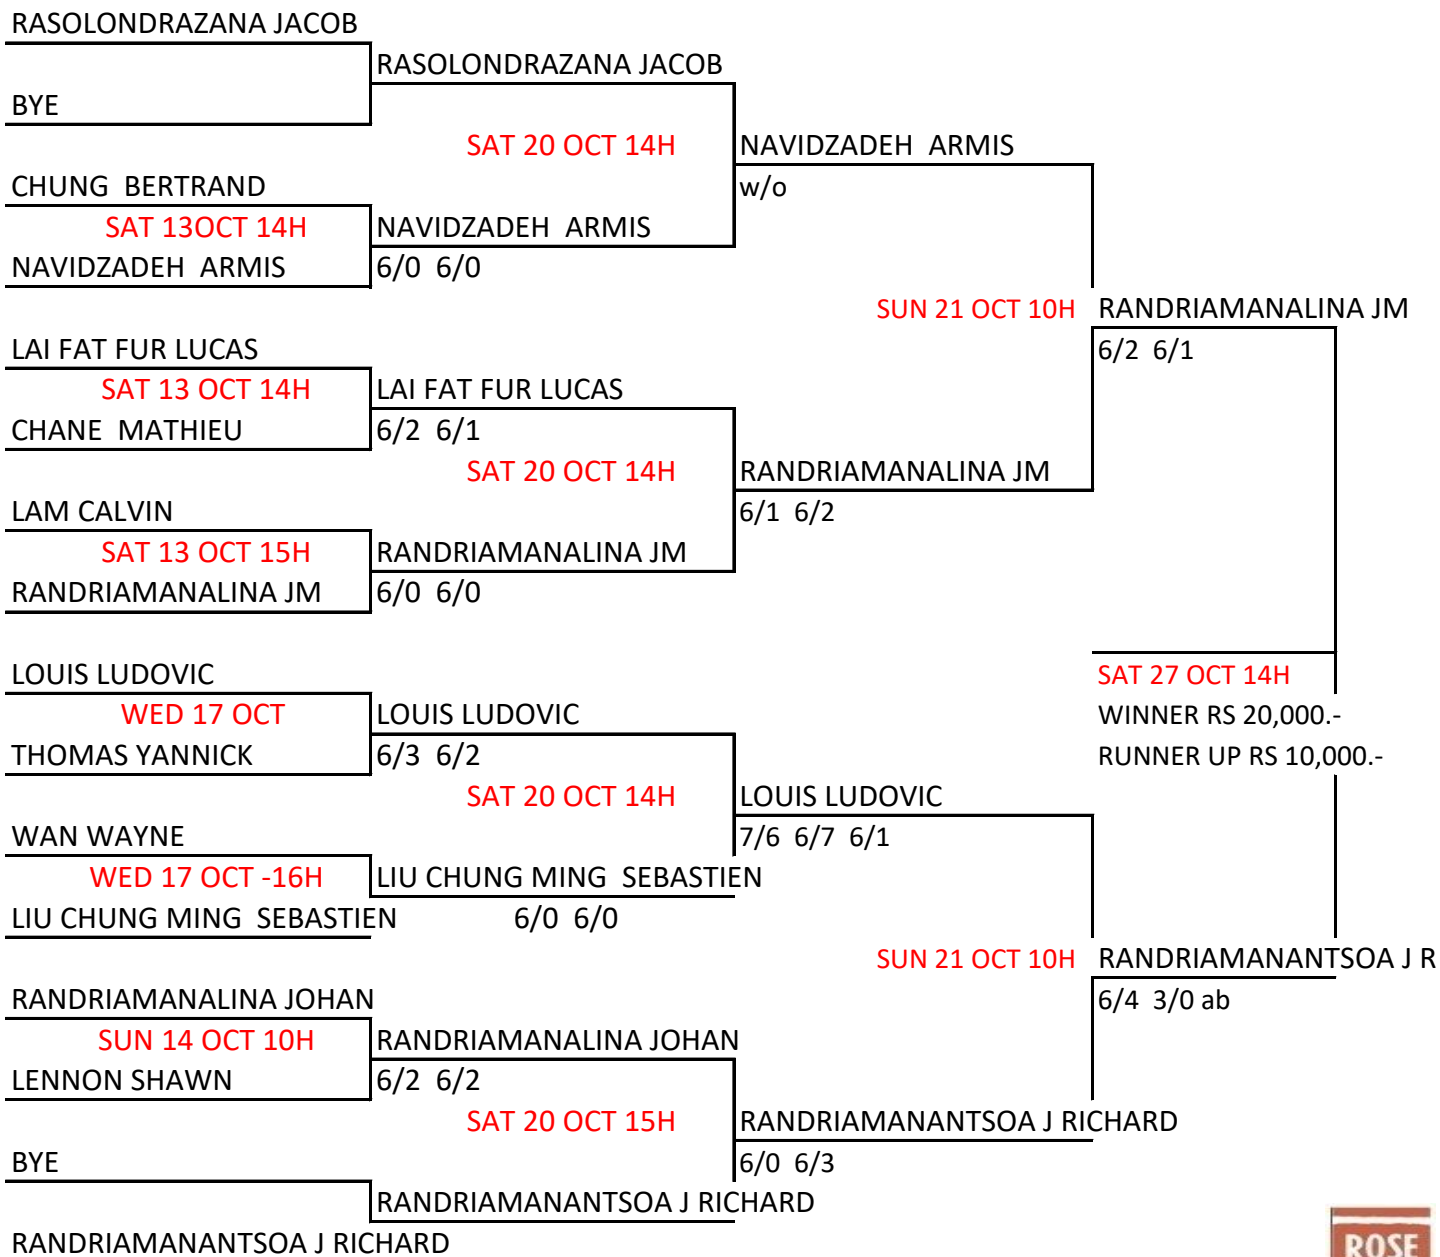 RASOLONDRAZANA JACOB
RASOLONDRAZANA JACOB
BYE
SAT 20 OCT 14H
NAVIDZADEH ARMIS
CHUNG BERTRAND
w/o
SAT 13OCT 14H
NAVIDZADEH ARMIS
NAVIDZADEH ARMIS
6/0 6/0
SUN 21 OCT 10H
RANDRIAMANALINA JM
LAI FAT FUR LUCAS
6/2 6/1
SAT 13 OCT 14H
LAI FAT FUR LUCAS
CHANE MATHIEU
6/2 6/1
SAT 20 OCT 14H
RANDRIAMANALINA JM
LAM CALVIN
6/1 6/2
SAT 13 OCT 15H
RANDRIAMANALINA JM
RANDRIAMANALINA JM
6/0 6/0
LOUIS LUDOVIC
SAT 27 OCT 14H
WED 17 OCT
LOUIS LUDOVIC
WINNER RS 20,000.-
THOMAS YANNICK
6/3 6/2
RUNNER UP RS 10,000.-
SAT 20 OCT 14H
LOUIS LUDOVIC
WAN WAYNE
7/6 6/7 6/1
WED 17 OCT -16H
LIU CHUNG MING SEBASTIEN
LIU CHUNG MING SEBASTIEN
6/0 6/0
SUN 21 OCT 10H
RANDRIAMANANTSOA J R
RANDRIAMANALINA JOHAN
6/4 3/0 ab
SUN 14 OCT 10H
RANDRIAMANALINA JOHAN
LENNON SHAWN
6/2 6/2
SAT 20 OCT 15H
RANDRIAMANANTSOA J RICHARD
BYE
6/0 6/3
RANDRIAMANANTSOA J RICHARD
RANDRIAMANANTSOA J RICHARD
ROSE